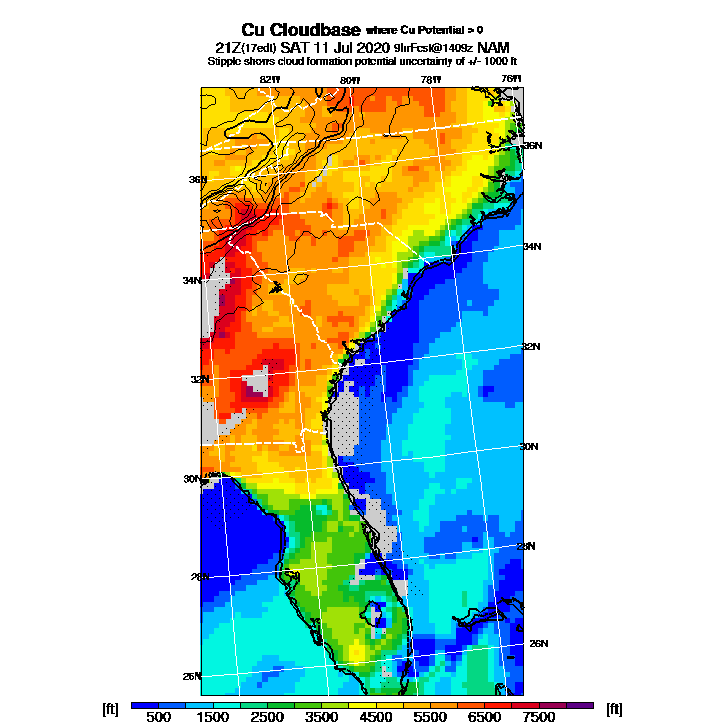 Cu Cloudbase where Cu Potential > 0
21Z(17edt) SAT 11 Jul 2020 9hrFcst@1409z NAM
Stipple shows cloud formation potential uncertainty of +/- 1000 ft
82W 80W 78W 76W
36N 36N
34N 34N
32N 32N
30N 30N
28N 28N
26N 26N
[ft] 500 1500 2500 3500 4500 5500 6500 7500 [ft]